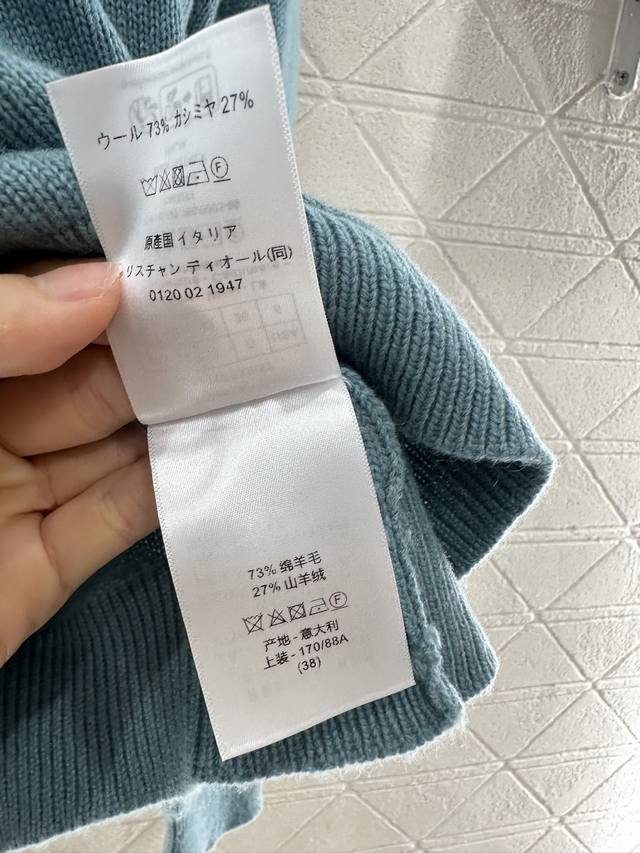 ウール 73% カシミヤ 27%
F
原産国イタリア
リスチャン ディオール(同)
0120 02 1947
73% 绵羊毛
27% 山羊绒
F
产地 - 意大利
上装 - 170/88A
(38)